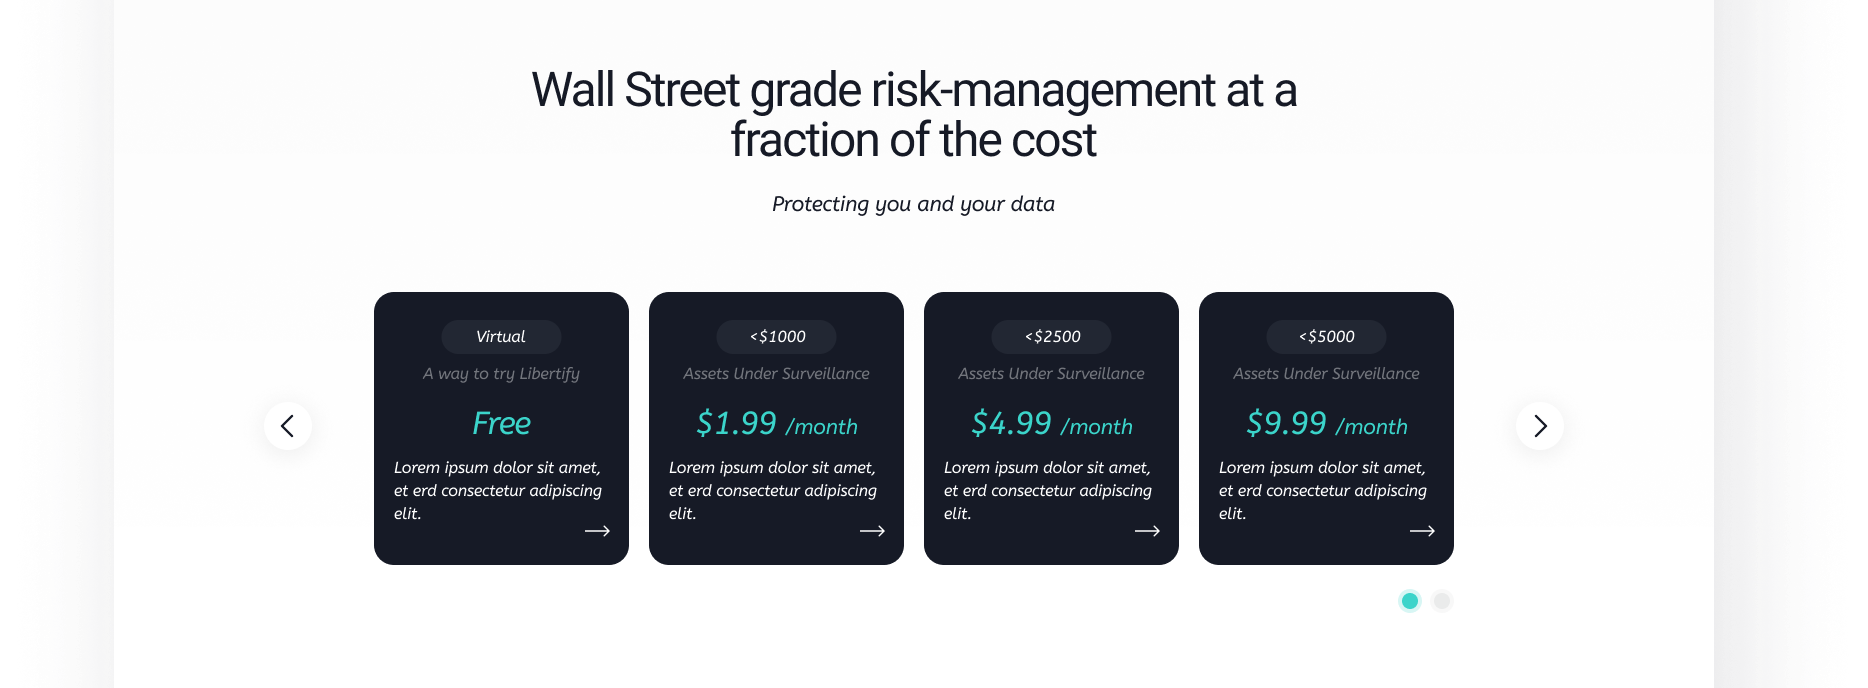 Wall Street grade risk-management at a
fraction of the cost
Protecting you and your data
Virtual
A way to try Libertify
Free
Lorem ipsum dolor sit amet,
et erd consectetur adipiscing
elit.
<$1000
Assets Under Surveillance
$1.99 /month
Lorem ipsum dolor sit amet,
et erd consectetur adipiscing
elit.
<$2500
Assets Under Surveillance
$4.99 /month
Lorem ipsum dolor sit amet,
et erd consectetur adipiscing
elit.
<$5000
Assets Under Surveillance
$9.99 /month
Lorem ipsum dolor sit amet,
et erd consectetur adipiscing
elit.